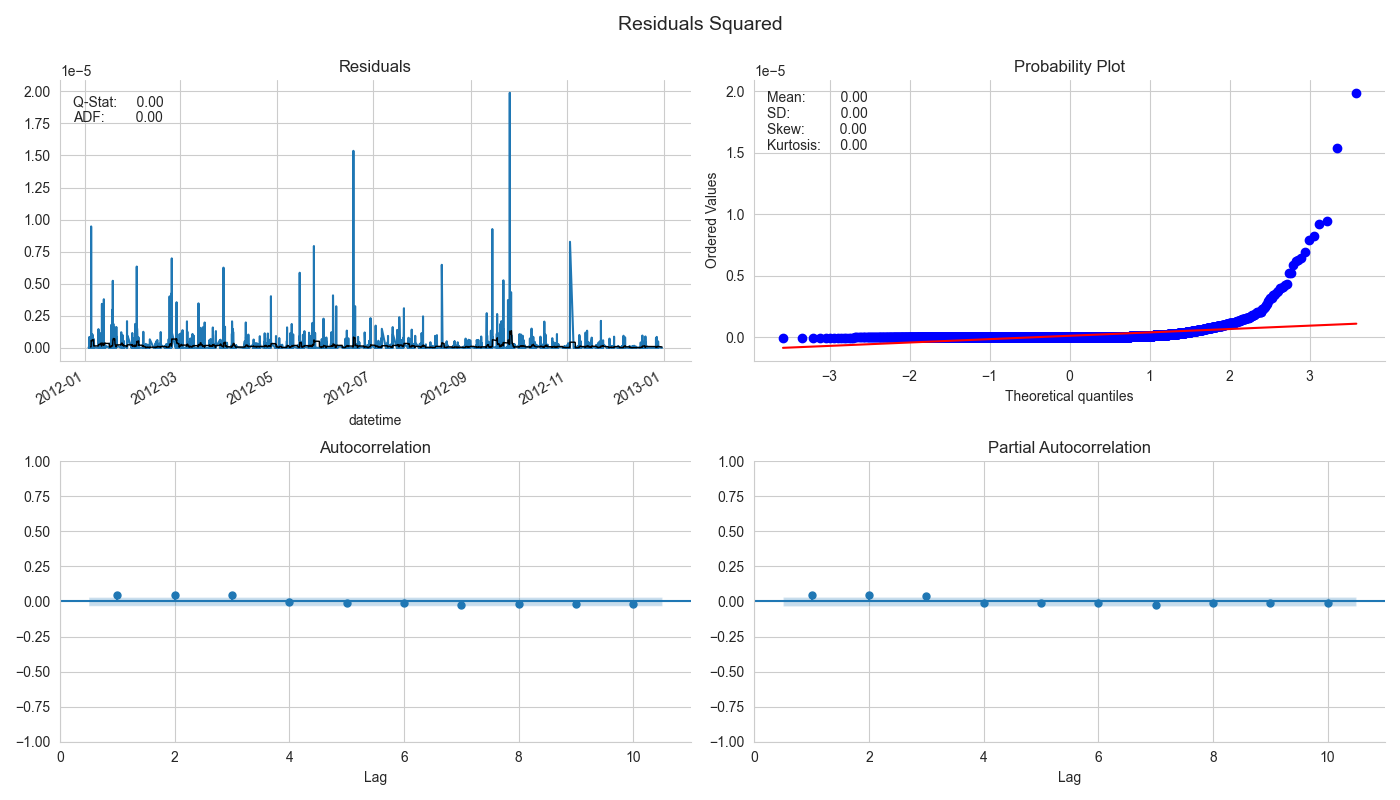 Residuals Squared
Residuals
1e−5
2.00
1.75
1.50
1.25
1.00
0.75
0.50
0.25
0.00
Q-Stat: 0.00
ADF: 0.00
2012-01
2012-03
2012-05
2012-07
2012-09
2012-11
2013-01
datetime
Probability Plot
1e−5
2.0
1.5
1.0
0.5
0.0
Ordered Values
Mean: 0.00
SD: 0.00
Skew: 0.00
Kurtosis: 0.00
−3 −2 −1 0 1 2 3
Theoretical quantiles
Autocorrelation
1.00
0.75
0.50
0.25
0.00
−0.25
−0.50
−0.75
−1.00
0 2 4 6 8 10
Lag
Partial Autocorrelation
1.00
0.75
0.50
0.25
0.00
−0.25
−0.50
−0.75
−1.00
0 2 4 6 8 10
Lag